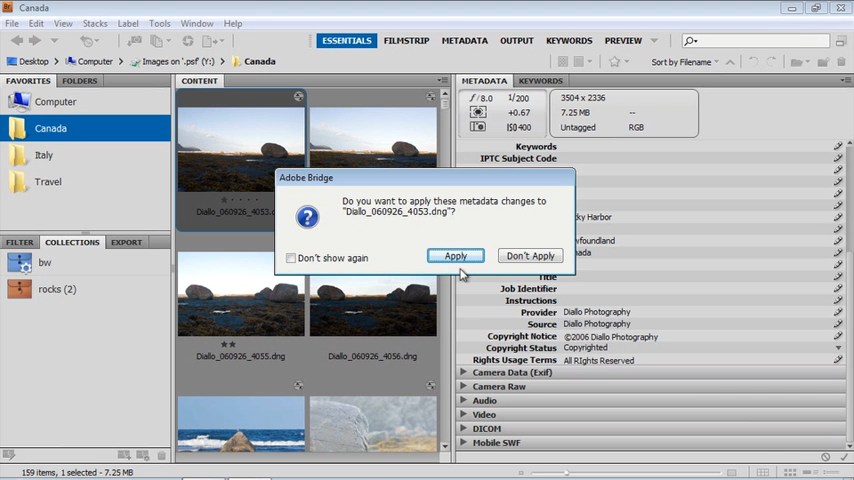 Br Canada
File Edit View Stacks Label Tools Window Help
ESSENTIALS FILMSTRIP METADATA OUTPUT KEYWORDS PREVIEW
Desktop Computer Images on '.psf' (Y:) Canada Sort by Filename
FAVORITES FOLDERS
Computer
Canada
Italy
Travel
FILTER COLLECTIONS EXPORT
bw
rocks (2)
CONTENT
Diallo_060926_4053.dng
Diallo_060926_4055.dng Diallo_060926_4056.dng
Adobe Bridge
Do you want to apply these metadata changes to
"Diallo_060926_4053.dng"?
Don't show again
Apply Don't Apply
METADATA KEYWORDS
ƒ/8.0 1/200
+0.67
ISO400
3504 x 2336
7.25 MB --
Untagged RGB
Keywords
IPTC Subject Code
ky Harbor
wfoundland
ada
Title
Job Identifier
Instructions
Provider Diallo Photography
Source Diallo Photography
Copyright Notice ©2006 Diallo Photography
Copyright Status Copyrighted
Rights Usage Terms All RIghts Reserved
Camera Data (Exif)
Camera Raw
Audio
Video
DICOM
Mobile SWF
159 items, 1 selected - 7.25 MB